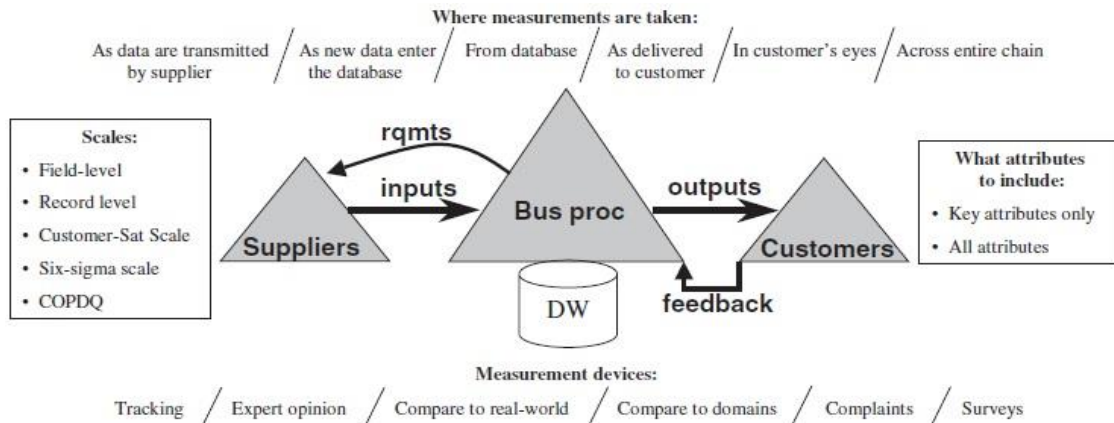 Where measurements are taken:
As data are transmitted by supplier / As new data enter the database / From database / As delivered to customer / In customer's eyes / Across entire chain
Scales:
• Field-level
• Record level
• Customer-Sat Scale
• Six-sigma scale
• COPDQ
rqmts
inputs
Suppliers
Bus proc
DW
outputs
Customers
feedback
What attributes
to include:
• Key attributes only
• All attributes
Measurement devices:
Tracking / Expert opinion / Compare to real-world / Compare to domains / Complaints / Surveys